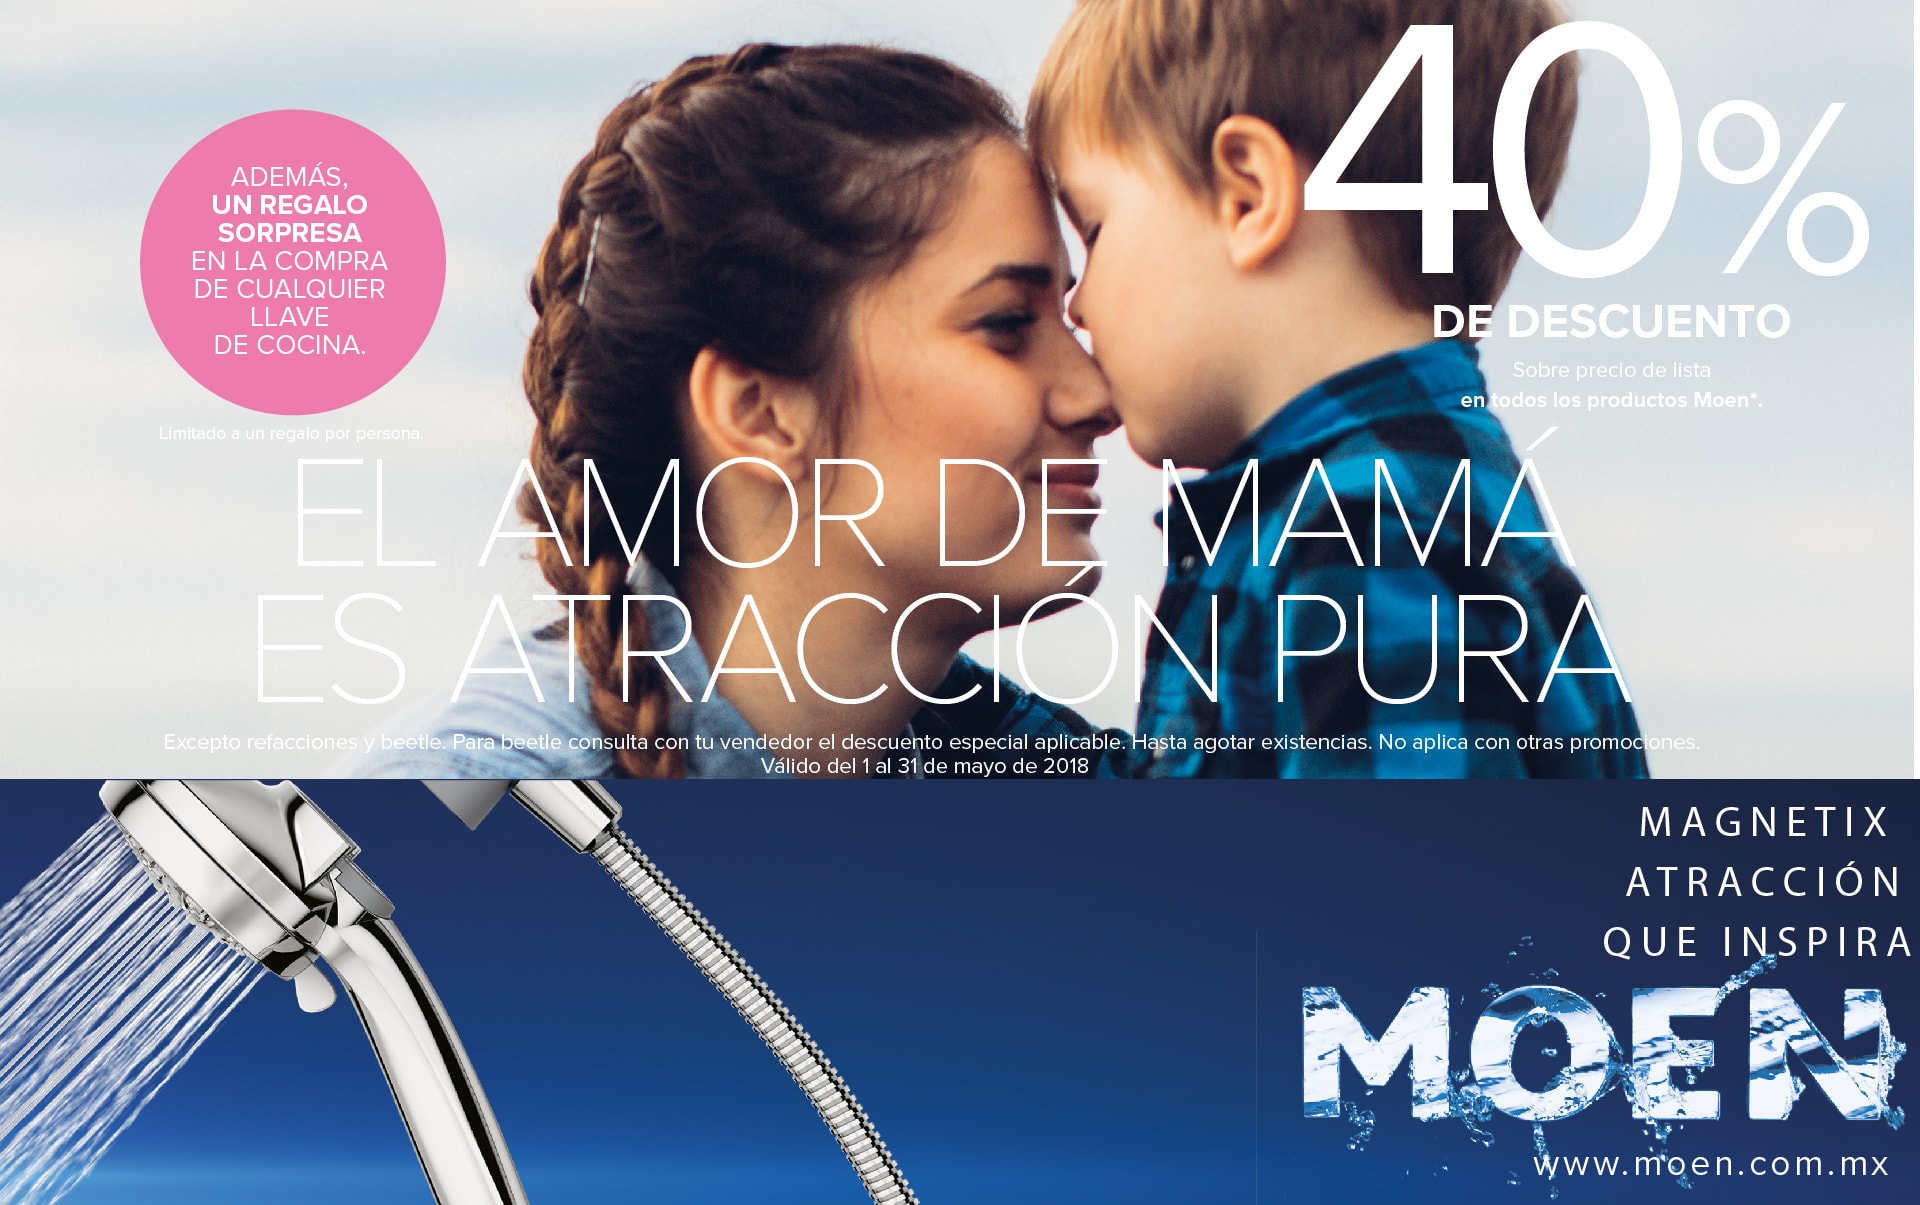 40%
DE DESCUENTO
Sobre precio de lista
en todos los productos Moen*.
ADEMÁS,
UN REGALO
SORPRESA
EN LA COMPRA
DE CUALQUIER
LLAVE
DE COCINA.
Limitado a un regalo por persona.
EL AMOR DE MAMÁ
ES ATRACCIÓN PURA
Excepto refacciones y beetle. Para beetle consulta con tu vendedor el descuento especial aplicable. Hasta agotar existencias. No aplica con otras promociones.
Válido del 1 al 31 de mayo de 2018
MAGNETIX
ATRACCIÓN
QUE INSPIRA
MOEN
www.moen.com.mx